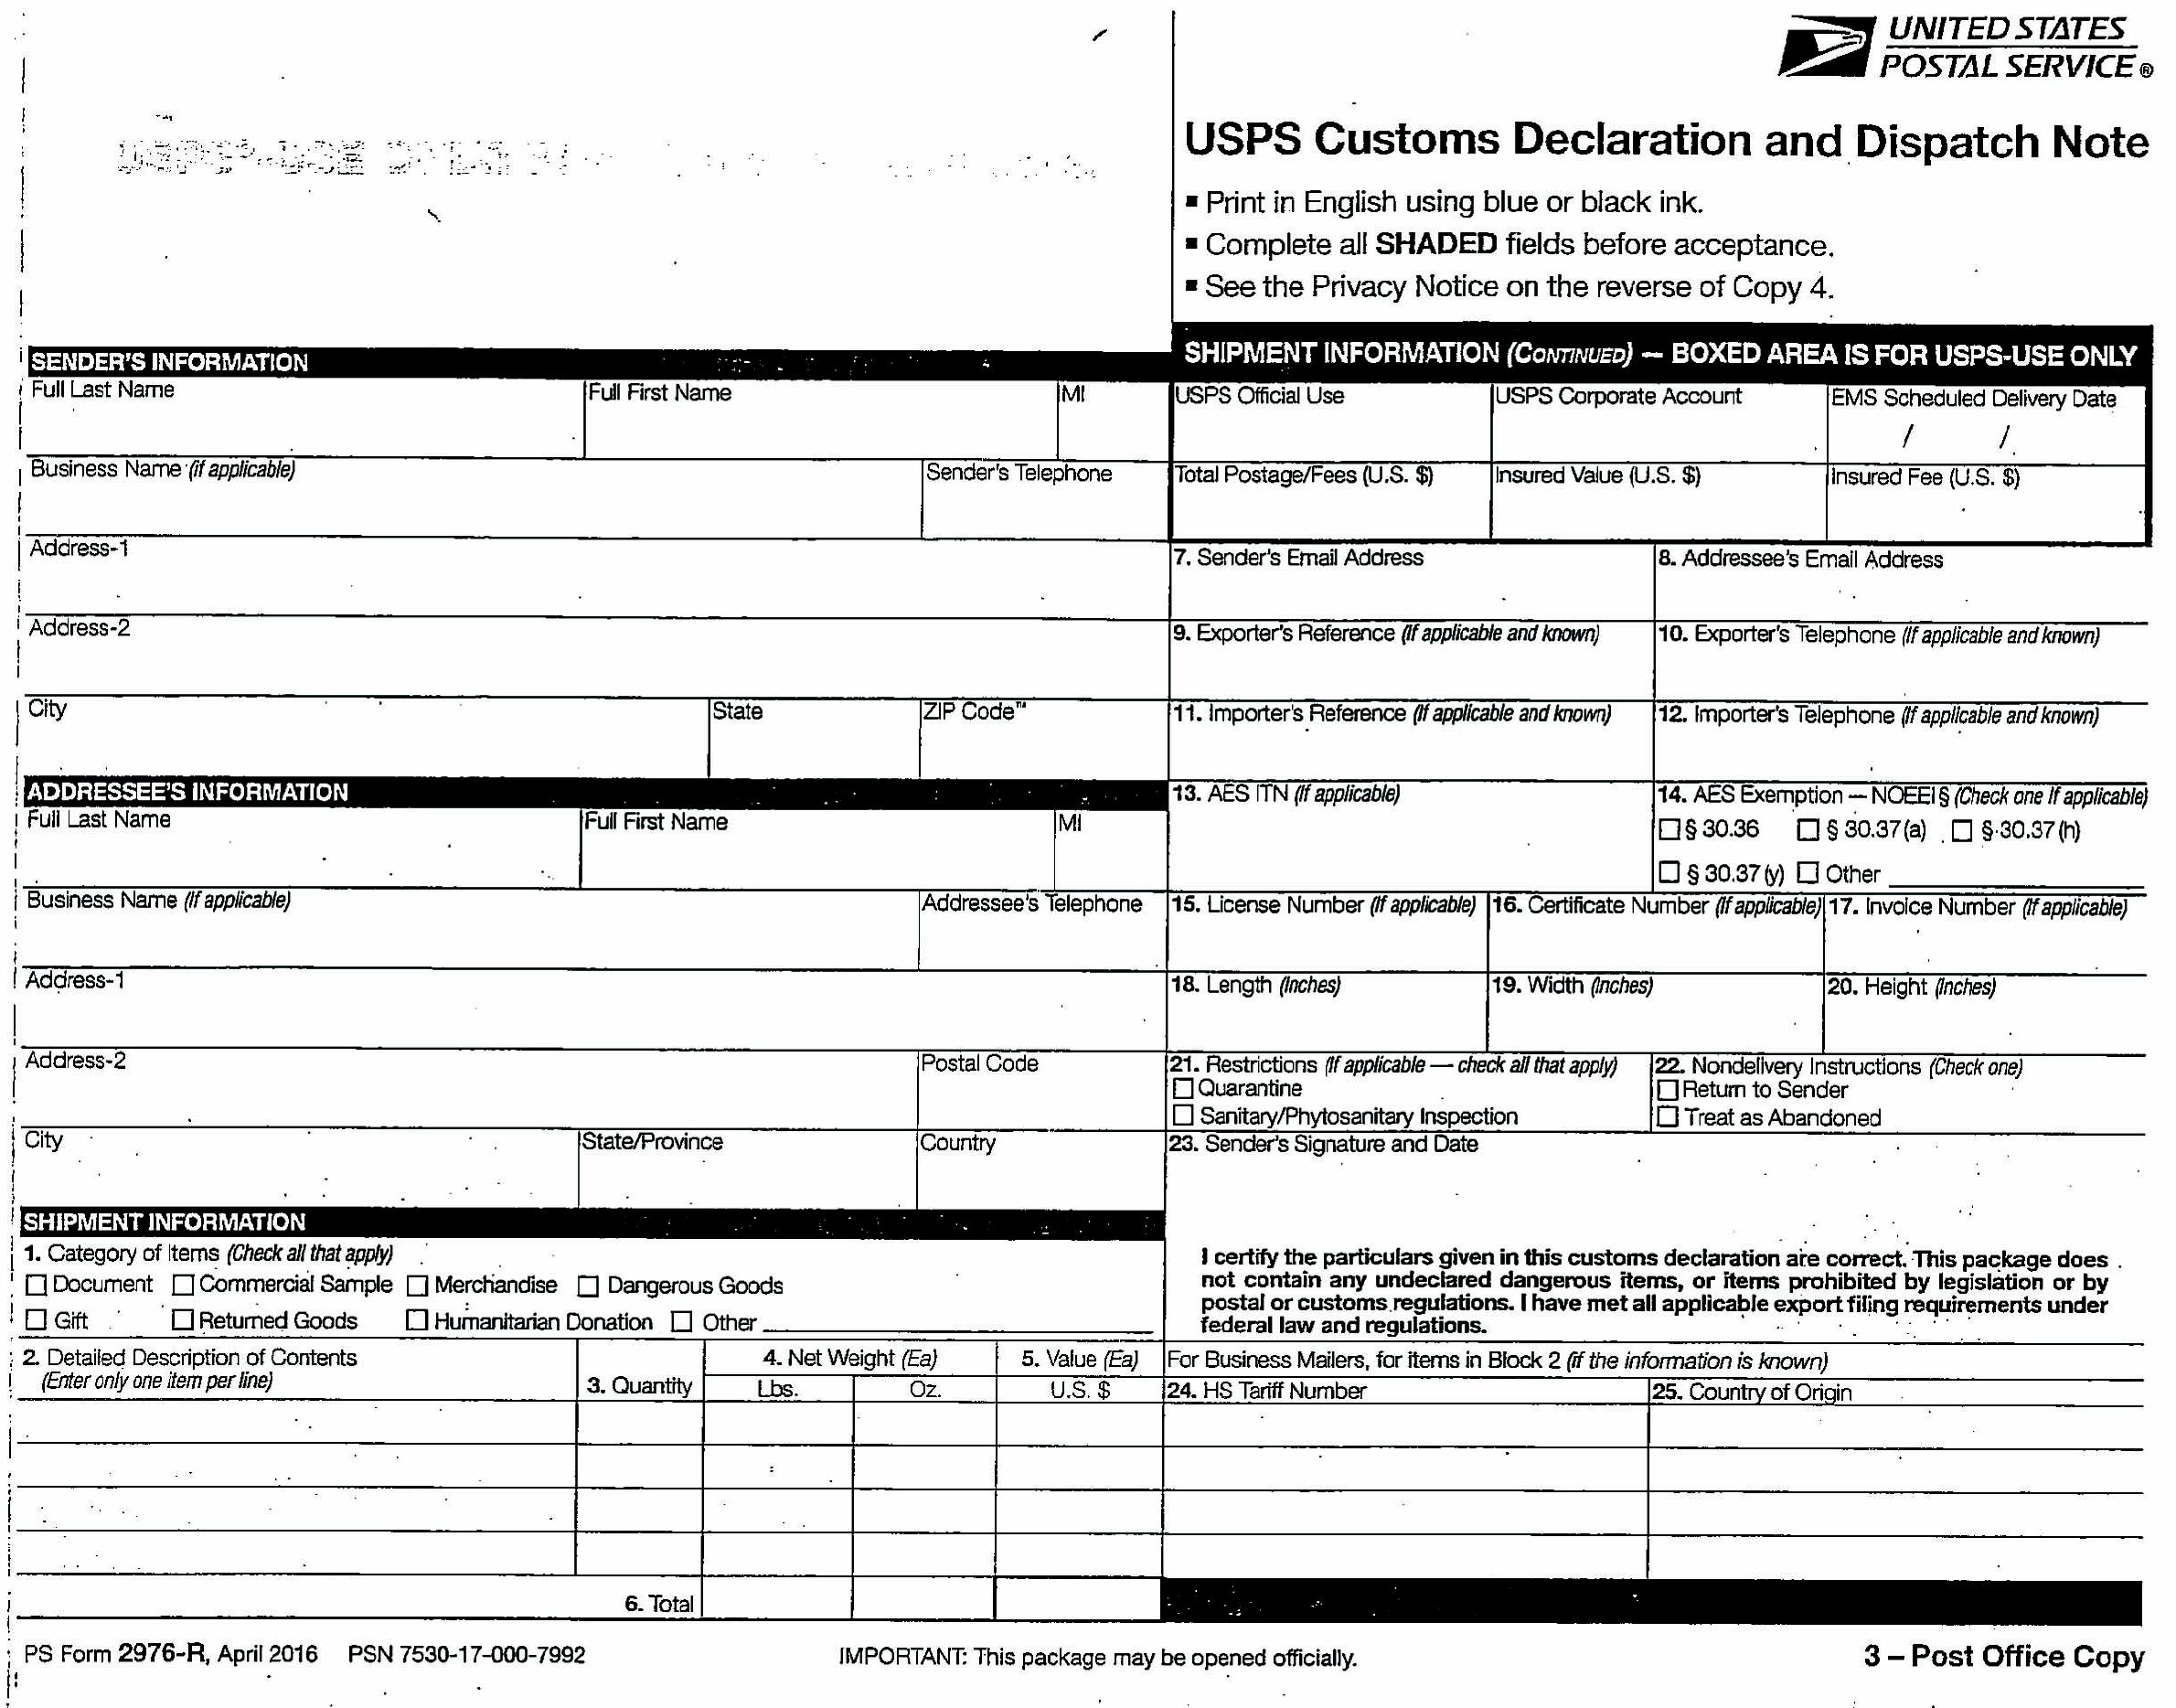 UNITED STATES
POSTAL SERVICE®
USPS Customs Declaration and Dispatch Note
▪ Print in English using blue or black ink.
▪ Complete all SHADED fields before acceptance.
▪ See the Privacy Notice on the reverse of Copy 4.
SENDER'S INFORMATION
Full Last Name
Full First Name
MI
Business Name (if applicable)
Sender's Telephone
Address-1
Address-2
City
State
ZIP Code™
ADDRESSEE'S INFORMATION
Full Last Name
Full First Name
MI
Business Name (If applicable)
Addressee's Telephone
Address-1
Address-2
Postal Code
City
State/Province
Country
SHIPMENT INFORMATION
1. Category of Items (Check all that apply)
Document
Commercial Sample
Merchandise
Dangerous Goods
Gift
Returned Goods
Humanitarian Donation
Other
2. Detailed Description of Contents
(Enter only one item per line)
3. Quantity
4. Net Weight (Ea)
Lbs.
Oz.
5. Value (Ea)
U.S. $
6. Total
SHIPMENT INFORMATION (CONTINUED) — BOXED AREA IS FOR USPS-USE ONLY
USPS Official Use
USPS Corporate Account
EMS Scheduled Delivery Date
/ /
Total Postage/Fees (U.S. $)
Insured Value (U.S. $)
Insured Fee (U.S. $)
7. Sender's Email Address
8. Addressee's Email Address
9. Exporter's Reference (If applicable and known)
10. Exporter's Telephone (If applicable and known)
11. Importer's Reference (If applicable and known)
12. Importer's Telephone (If applicable and known)
13. AES ITN (If applicable)
14. AES Exemption — NOEEI § (Check one if applicable)
§ 30.36
§ 30.37(a)
§ 30.37(h)
§ 30.37(y)
Other
15. License Number (If applicable)
16. Certificate Number (If applicable)
17. Invoice Number (If applicable)
18. Length (Inches)
19. Width (Inches)
20. Height (Inches)
21. Restrictions (If applicable — check all that apply)
Quarantine
Sanitary/Phytosanitary Inspection
22. Nondelivery Instructions (Check one)
Return to Sender
Treat as Abandoned
23. Sender's Signature and Date
I certify the particulars given in this customs declaration are correct. This package does
not contain any undeclared dangerous items, or items prohibited by legislation or by
postal or customs regulations. I have met all applicable export filing requirements under
federal law and regulations.
For Business Mailers, for items in Block 2 (if the information is known)
24. HS Tariff Number
25. Country of Origin
PS Form 2976-R, April 2016 PSN 7530-17-000-7992
IMPORTANT: This package may be opened officially.
3 – Post Office Copy